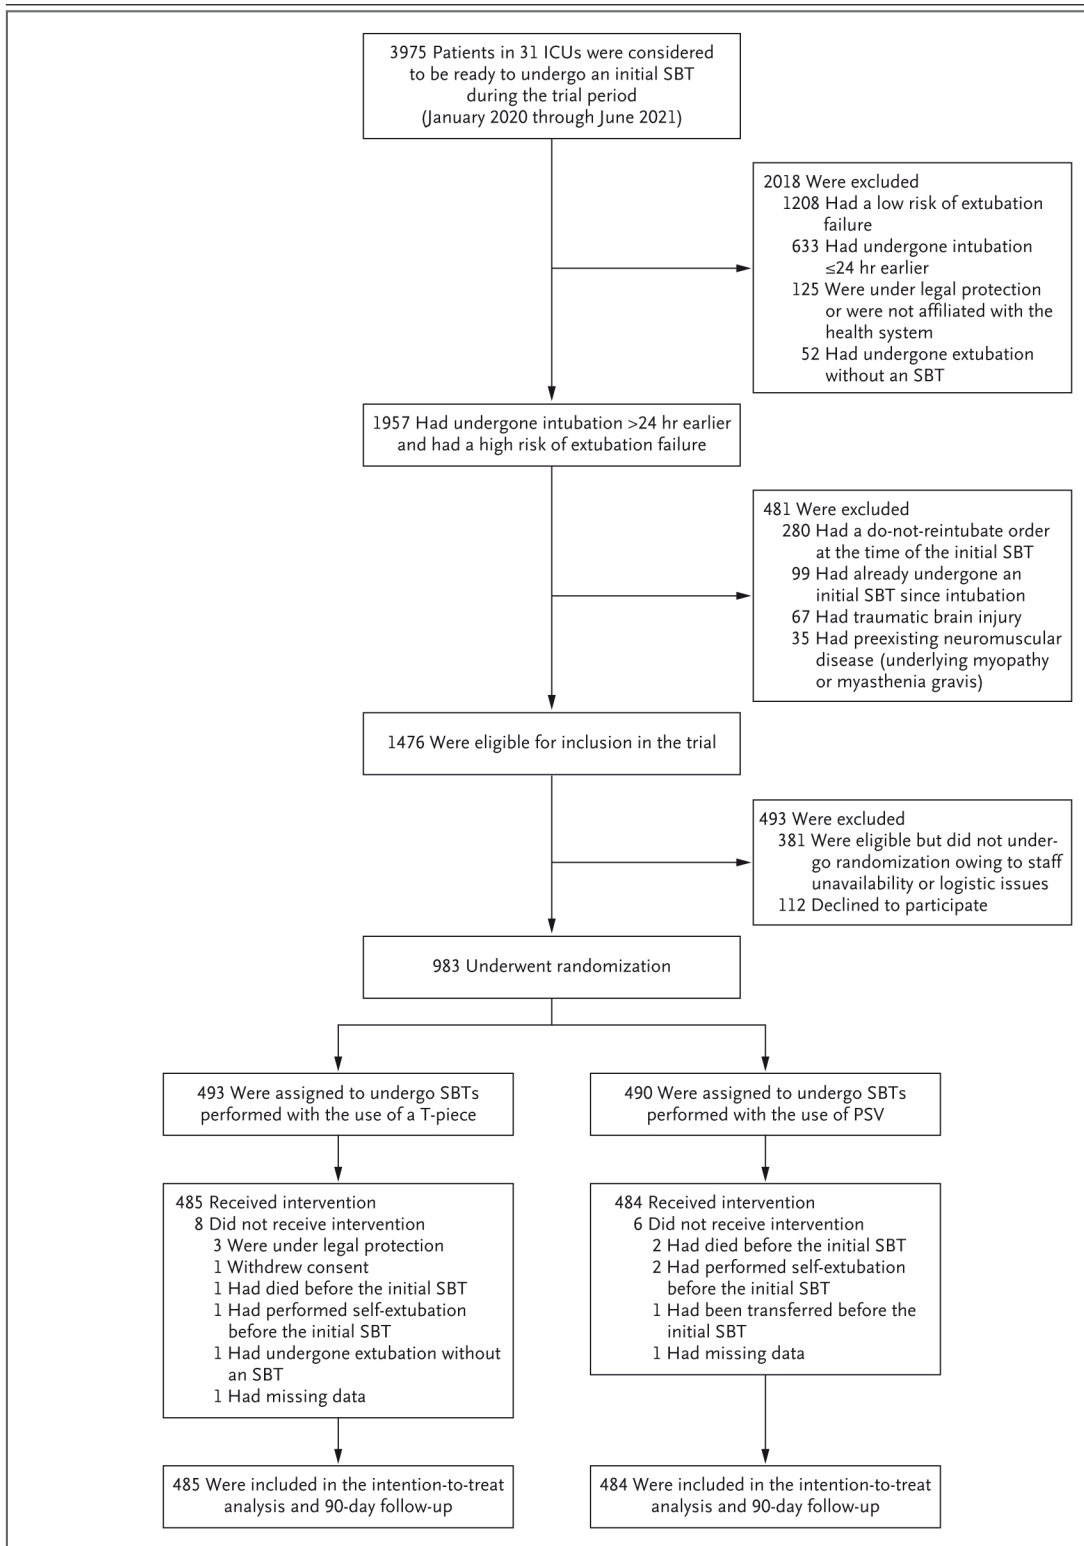 3975 Patients in 31 ICUs were considered
to be ready to undergo an initial SBT
during the trial period
(January 2020 through June 2021)
2018 Were excluded
1208 Had a low risk of extubation
failure
633 Had undergone intubation
≤24 hr earlier
125 Were under legal protection
or were not affiliated with the
health system
52 Had undergone extubation
without an SBT
1957 Had undergone intubation >24 hr earlier
and had a high risk of extubation failure
481 Were excluded
280 Had a do-not-reintubate order
at the time of the initial SBT
99 Had already undergone an
initial SBT since intubation
67 Had traumatic brain injury
35 Had preexisting neuromuscular
disease (underlying myopathy
or myasthenia gravis)
1476 Were eligible for inclusion in the trial
493 Were excluded
381 Were eligible but did not under-
go randomization owing to staff
unavailability or logistic issues
112 Declined to participate
983 Underwent randomization
493 Were assigned to undergo SBTs
performed with the use of a T-piece
490 Were assigned to undergo SBTs
performed with the use of PSV
485 Received intervention
8 Did not receive intervention
3 Were under legal protection
1 Withdrew consent
1 Had died before the initial SBT
1 Had performed self-extubation
before the initial SBT
1 Had undergone extubation without
an SBT
1 Had missing data
484 Received intervention
6 Did not receive intervention
2 Had died before the initial SBT
2 Had performed self-extubation
before the initial SBT
1 Had been transferred before the
initial SBT
1 Had missing data
485 Were included in the intention-to-treat
analysis and 90-day follow-up
484 Were included in the intention-to-treat
analysis and 90-day follow-up